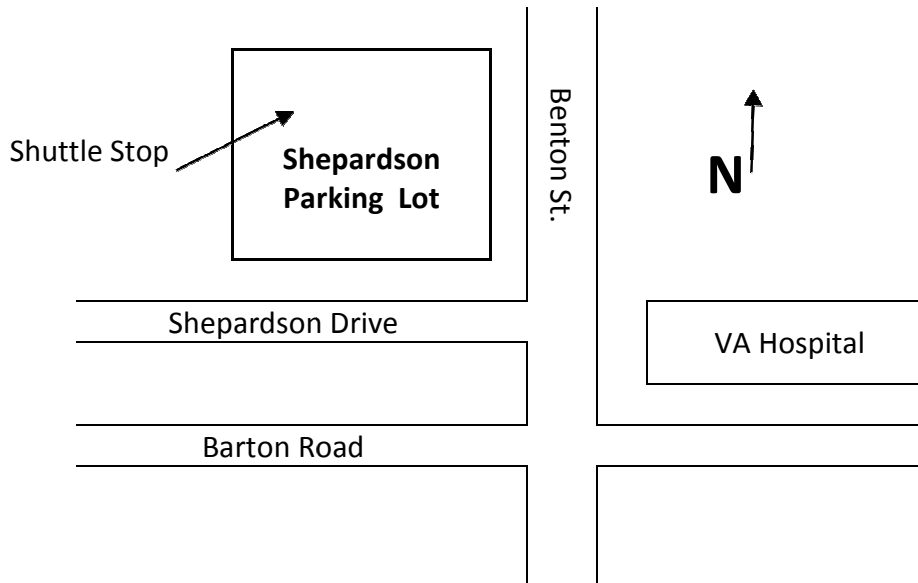 Benton St.
Shuttle Stop
Shepardson
Parking Lot
N
Shepardson Drive
VA Hospital
Barton Road